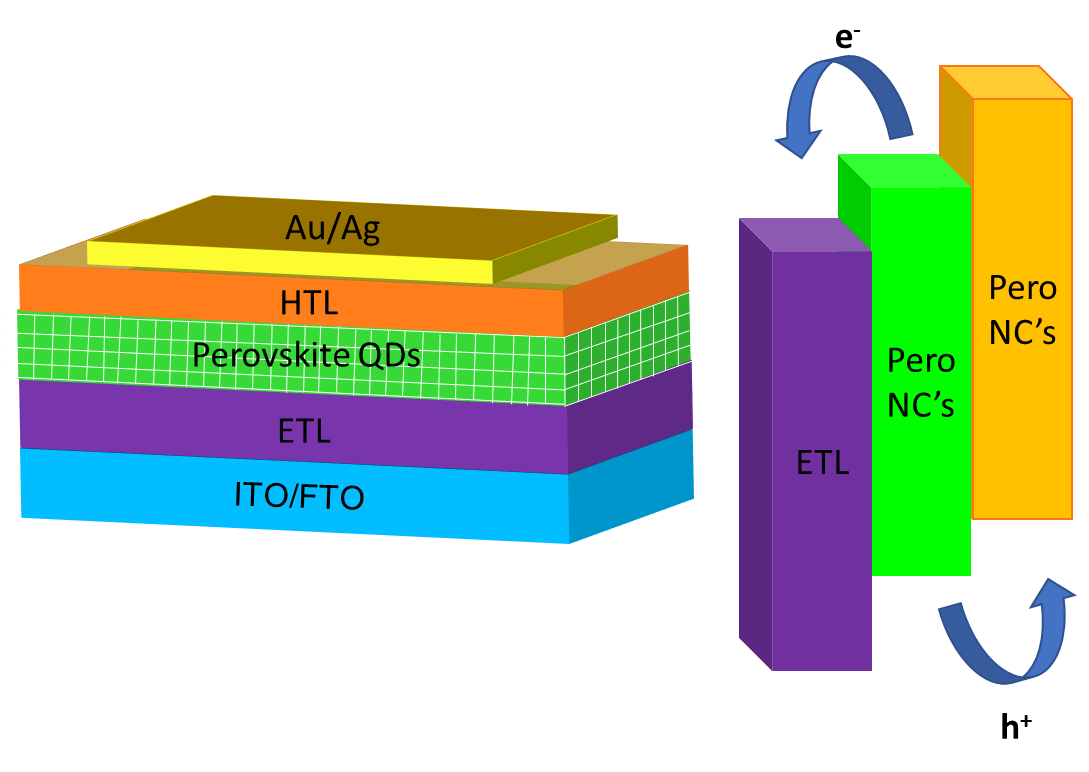 Au/Ag
HTL
Perovskite QDs
ETL
ITO/FTO
e-
Pero
NC's
Pero
NC's
ETL
h+